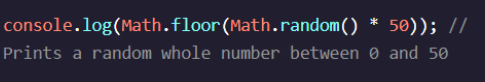 console.log(Math.floor(Math.random() * 50)); //
Prints a random whole number between 0 and 50